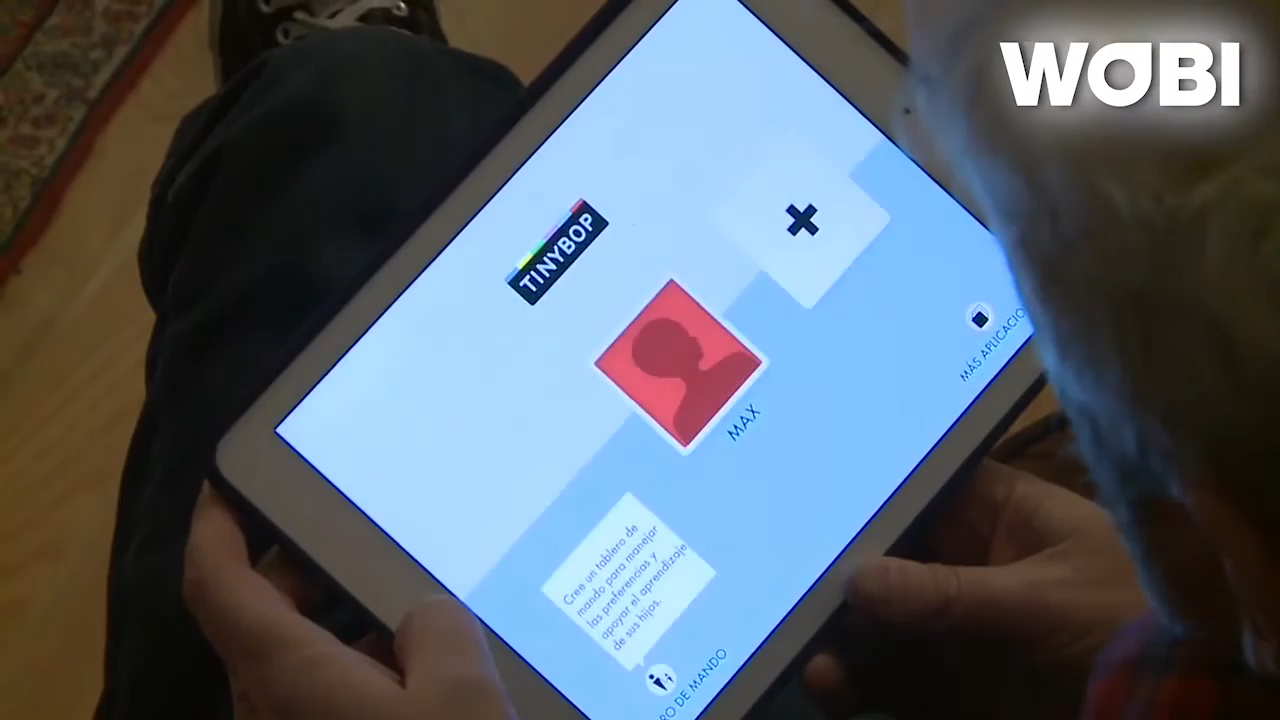 WOBI
TINYBOP
MAX
MÁS APLICACIO
Cree un tablero de
mando para manejar
las preferencias y
apoyar el aprendizaje
de sus hijos.
RO DE MANDO